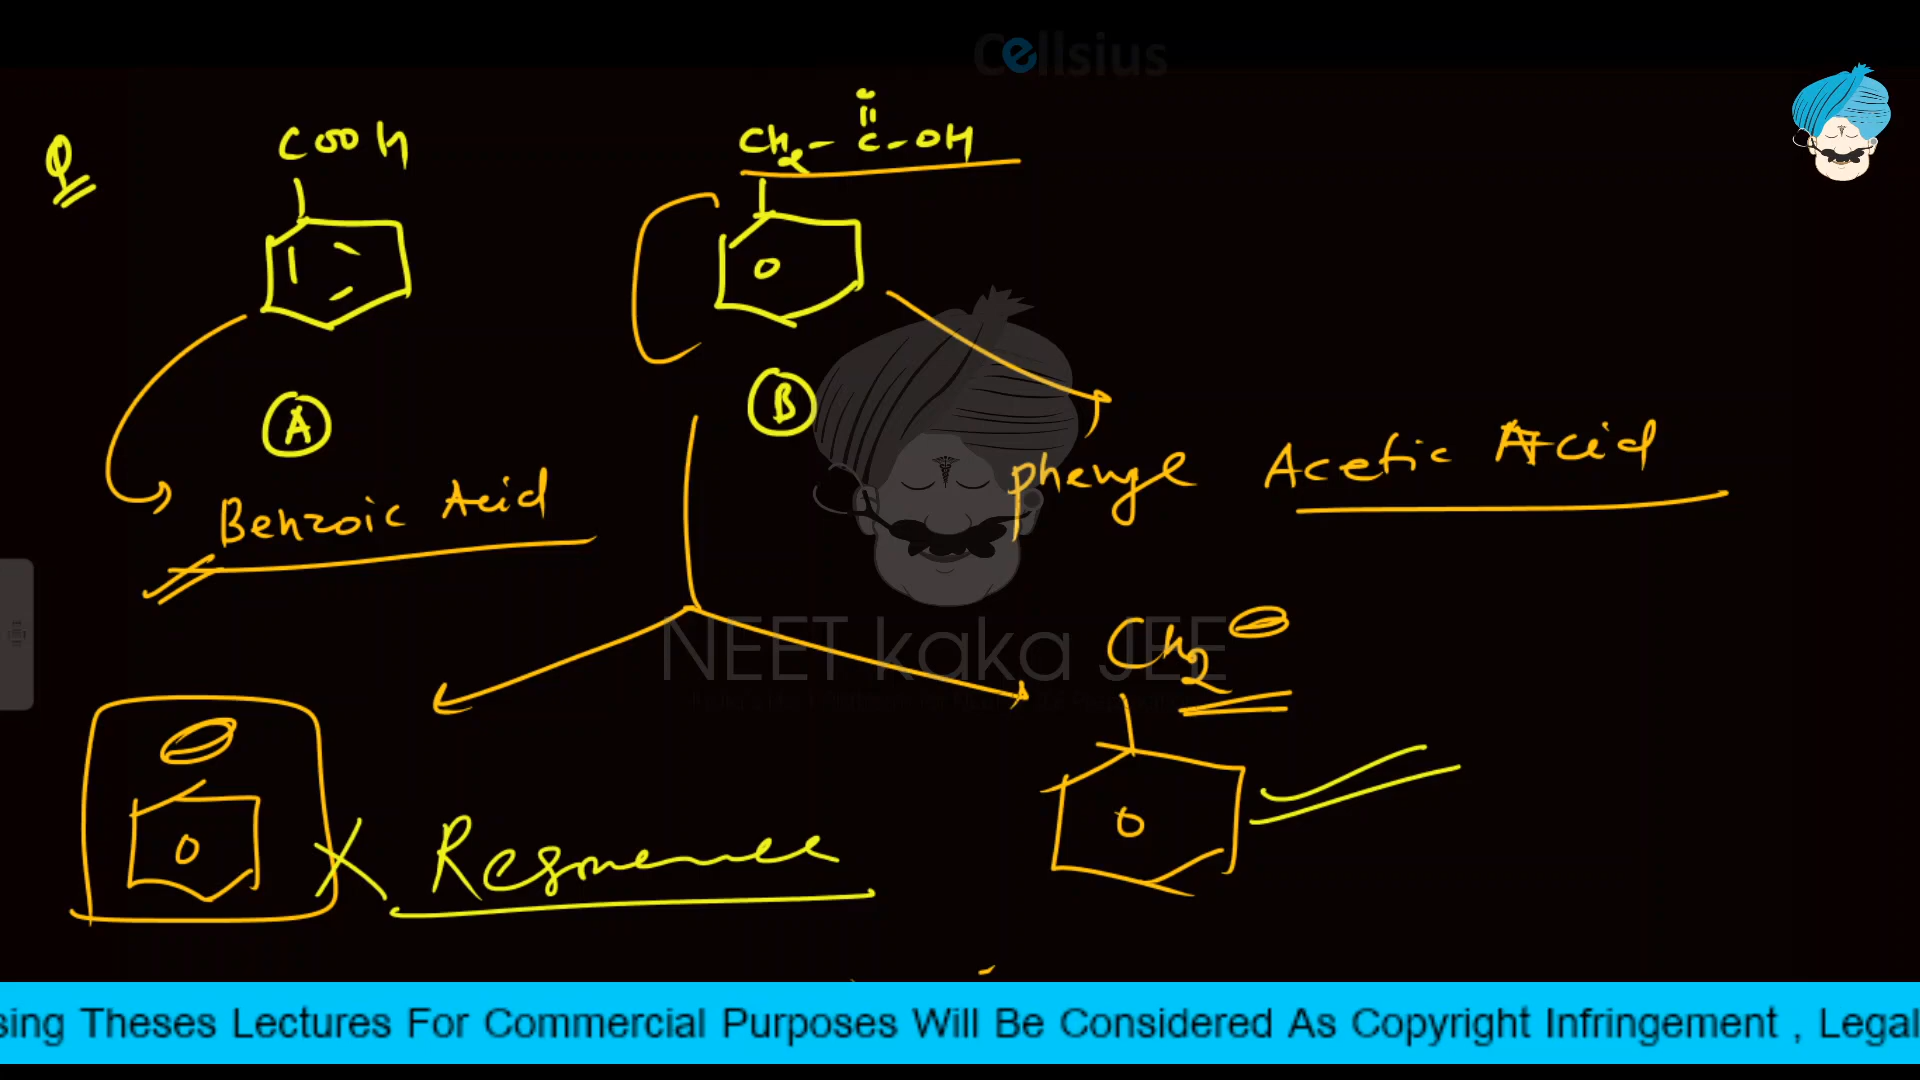 Cellsius
Q
COOH
CH2 - C - OH
O
A
B
Benzoic Acid
phenyl Acetic Acid
NEET kaka JEE
CH2
O
O
X Resonence
sing Theses Lectures For Commercial Purposes Will Be Considered As Copyright Infringement , Legal